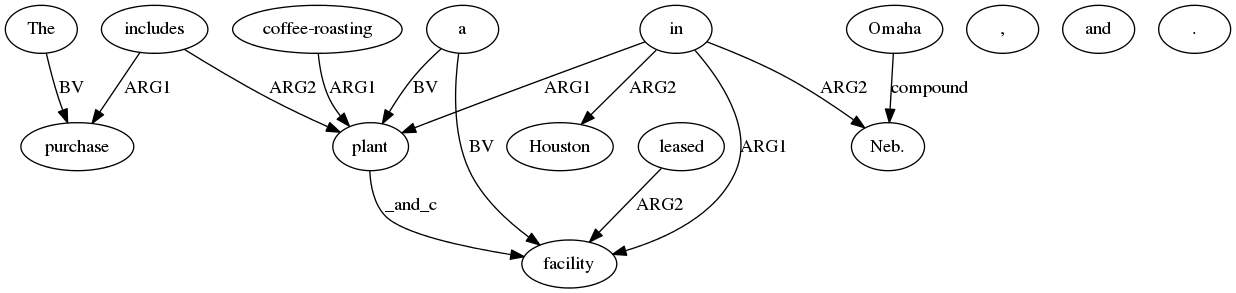 The includes coffee-roasting a in Omaha , and .
BV ARG1 ARG2 ARG1 BV ARG1 ARG2 ARG2 compound
purchase plant Houston leased Neb.
BV ARG1
_and_c ARG2
facility